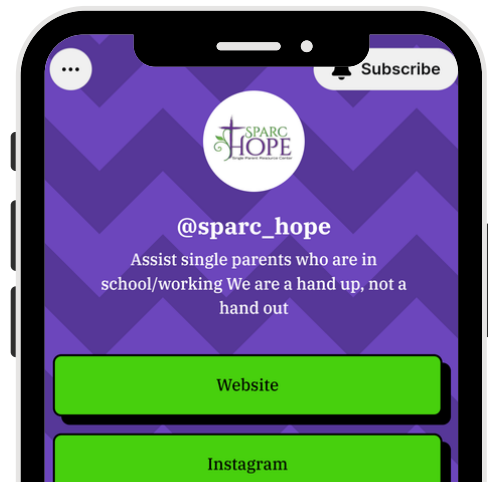 Subscribe
SPARC
HOPE
Single Parent Resource Center
@sparc_hope
Assist single parents who are in
school/working We are a hand up, not a
hand out
Website
Instagram